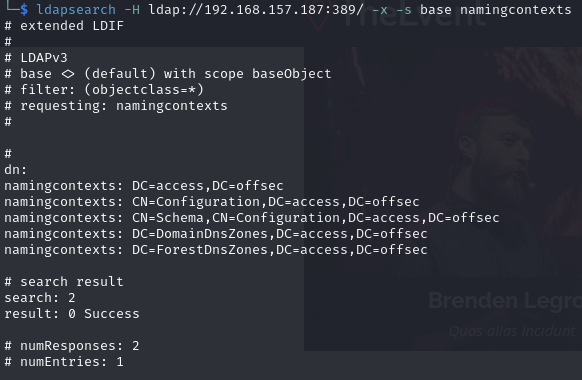 └─$ ldapsearch -H ldap://192.168.157.187:389/ -x -s base namingcontexts
# extended LDIF
#
# LDAPv3
# base <> (default) with scope baseObject
# filter: (objectclass=*)
# requesting: namingcontexts
#

#
dn:
namingcontexts: DC=access,DC=offsec
namingcontexts: CN=Configuration,DC=access,DC=offsec
namingcontexts: CN=Schema,CN=Configuration,DC=access,DC=offsec
namingcontexts: DC=DomainDnsZones,DC=access,DC=offsec
namingcontexts: DC=ForestDnsZones,DC=access,DC=offsec

# search result
search: 2
result: 0 Success

# numResponses: 2
# numEntries: 1
TheEvent
Brenden Legro
Quos alias incidunt